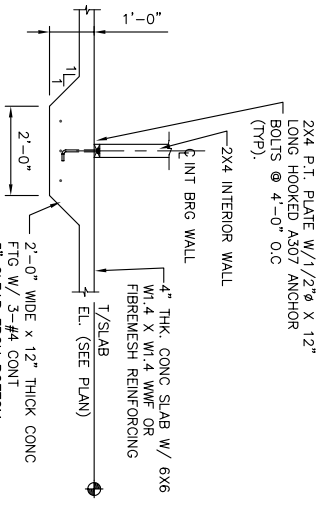 2X4 P.T. PLATE W/1/2"ø X 12"
LONG HOOKED A307 ANCHOR
BOLTS @ 4'-0" O.C
(TYP).
2X4 INTERIOR WALL
℄ INT BRG WALL
1'-0"
4" THK. CONC SLAB W/ 6X6
W1.4 X W1.4 WWF OR
FIBREMESH REINFORCING
T/SLAB
EL. (SEE PLAN)
1
1
2'-0"
2'-0" WIDE x 12" THICK CONC
FTG W/ 3-#4 CONT